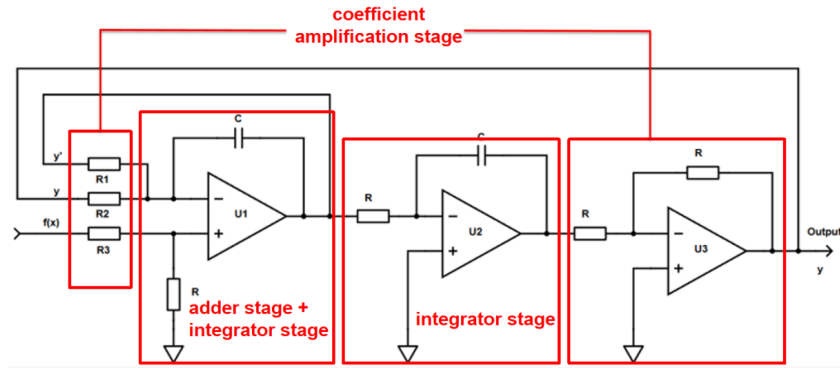 coefficient
amplification stage
C
C
y'
R1
R
y
R2
R
R
f(x)
R3
−
+
U1
−
+
U2
−
+
U3
Output
y
R
adder stage +
integrator stage
integrator stage